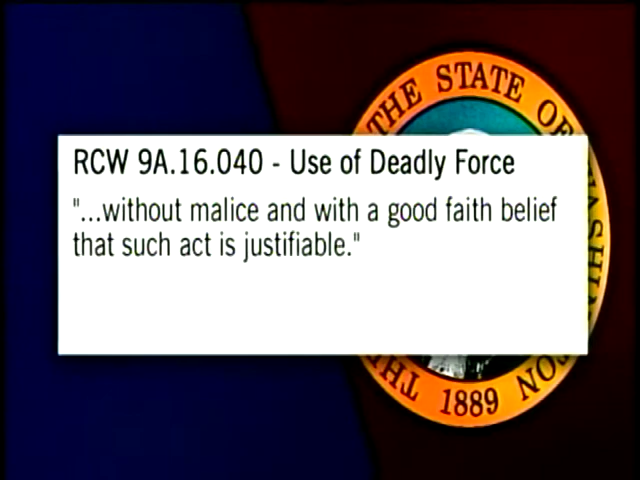 THE STATE OF
RCW 9A.16.040 - Use of Deadly Force
"...without malice and with a good faith belief
that such act is justifiable."
1889